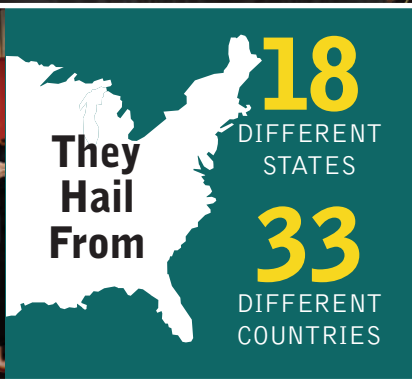 They
Hail
From
18
DIFFERENT
STATES
33
DIFFERENT
COUNTRIES